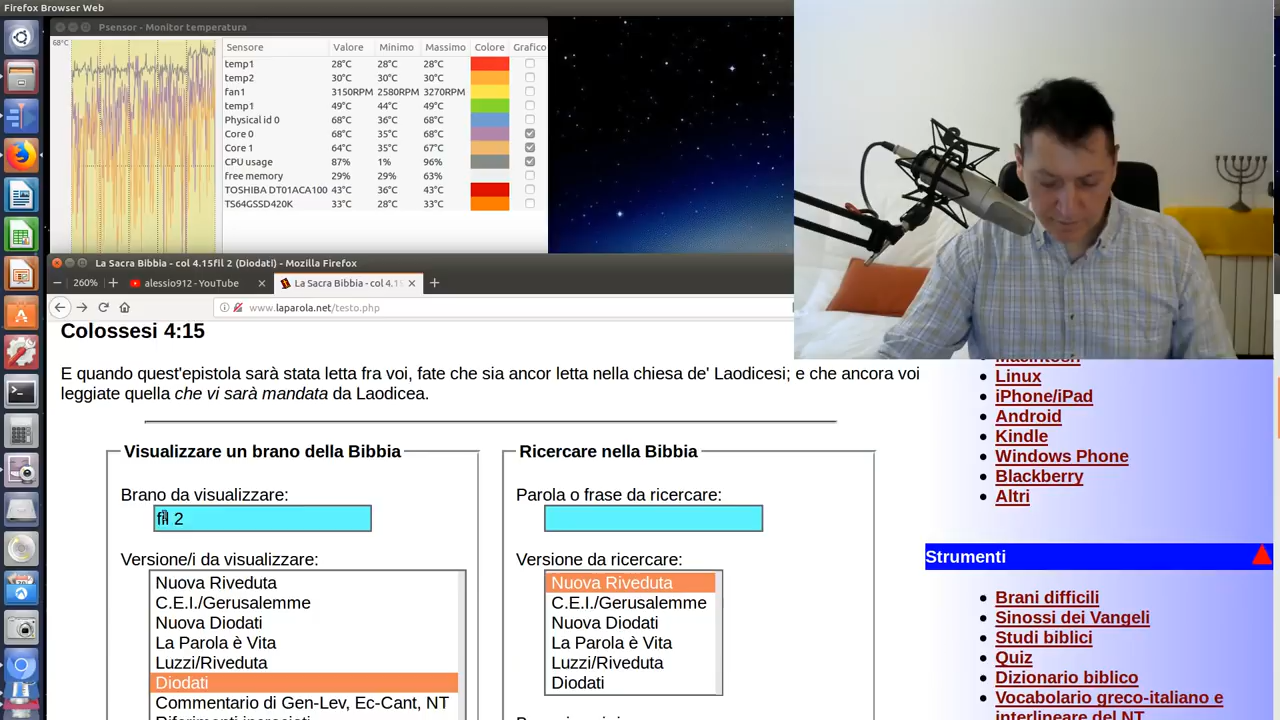 Firefox Browser Web
Psensor - Monitor temperatura
68°C
Sensore Valore Minimo Massimo Colore Grafico
temp1 28°C 28°C 28°C
temp2 30°C 30°C 30°C
fan1 3150RPM 2580RPM 3270RPM
temp1 49°C 44°C 49°C
Physical id 0 68°C 36°C 68°C
Core 0 68°C 35°C 68°C
Core 1 64°C 35°C 67°C
CPU usage 87% 1% 96%
free memory 29% 29% 63%
TOSHIBA DT01ACA100 43°C 36°C 43°C
TS64GSSD420K 33°C 28°C 33°C
La Sacra Bibbia - col 4.15fil 2 (Diodati) - Mozilla Firefox
260% alessio912 - YouTube La Sacra Bibbia - col 4.15
www.laparola.net/testo.php
Colossesi 4:15
E quando quest'epistola sarà stata letta fra voi, fate che sia ancor letta nella chiesa de' Laodicesi; e che ancora voi
leggiate quella che vi sarà mandata da Laodicea.
Visualizzare un brano della Bibbia
Brano da visualizzare:
fil 2
Versione/i da visualizzare:
Nuova Riveduta
C.E.I./Gerusalemme
Nuova Diodati
La Parola è Vita
Luzzi/Riveduta
Diodati
Commentario di Gen-Lev, Ec-Cant, NT
Riferimenti incrociati
Ricercare nella Bibbia
Parola o frase da ricercare:
Versione da ricercare:
Nuova Riveduta
C.E.I./Gerusalemme
Nuova Diodati
La Parola è Vita
Luzzi/Riveduta
Diodati
Macintosh
Linux
iPhone/iPad
Android
Kindle
Windows Phone
Blackberry
Altri
Strumenti
Brani difficili
Sinossi dei Vangeli
Studi biblici
Quiz
Dizionario biblico
Vocabolario greco-italiano e
interlineare del NT